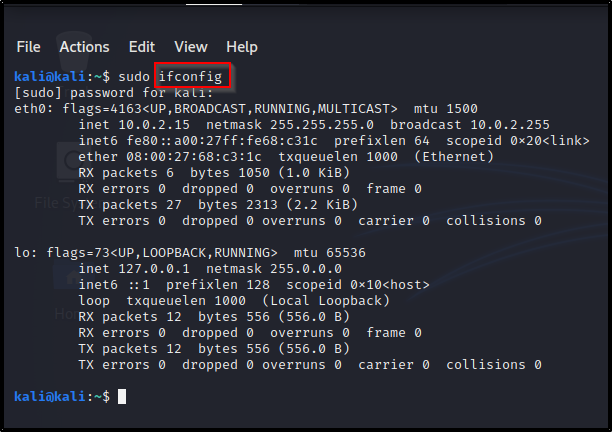 File Actions Edit View Help
kali@kali:~$ sudo ifconfig
[sudo] password for kali:
eth0: flags=4163<UP,BROADCAST,RUNNING,MULTICAST>  mtu 1500
        inet 10.0.2.15  netmask 255.255.255.0  broadcast 10.0.2.255
        inet6 fe80::a00:27ff:fe68:c31c  prefixlen 64  scopeid 0×20<link>
        ether 08:00:27:68:c3:1c  txqueuelen 1000  (Ethernet)
        RX packets 6  bytes 1050 (1.0 KiB)
        RX errors 0  dropped 0  overruns 0  frame 0
        TX packets 27  bytes 2313 (2.2 KiB)
        TX errors 0  dropped 0 overruns 0  carrier 0  collisions 0
lo: flags=73<UP,LOOPBACK,RUNNING>  mtu 65536
        inet 127.0.0.1  netmask 255.0.0.0
        inet6 ::1  prefixlen 128  scopeid 0×10<host>
        loop  txqueuelen 1000  (Local Loopback)
        RX packets 12  bytes 556 (556.0 B)
        RX errors 0  dropped 0  overruns 0  frame 0
        TX packets 12  bytes 556 (556.0 B)
        TX errors 0  dropped 0 overruns 0  carrier 0  collisions 0
kali@kali:~$